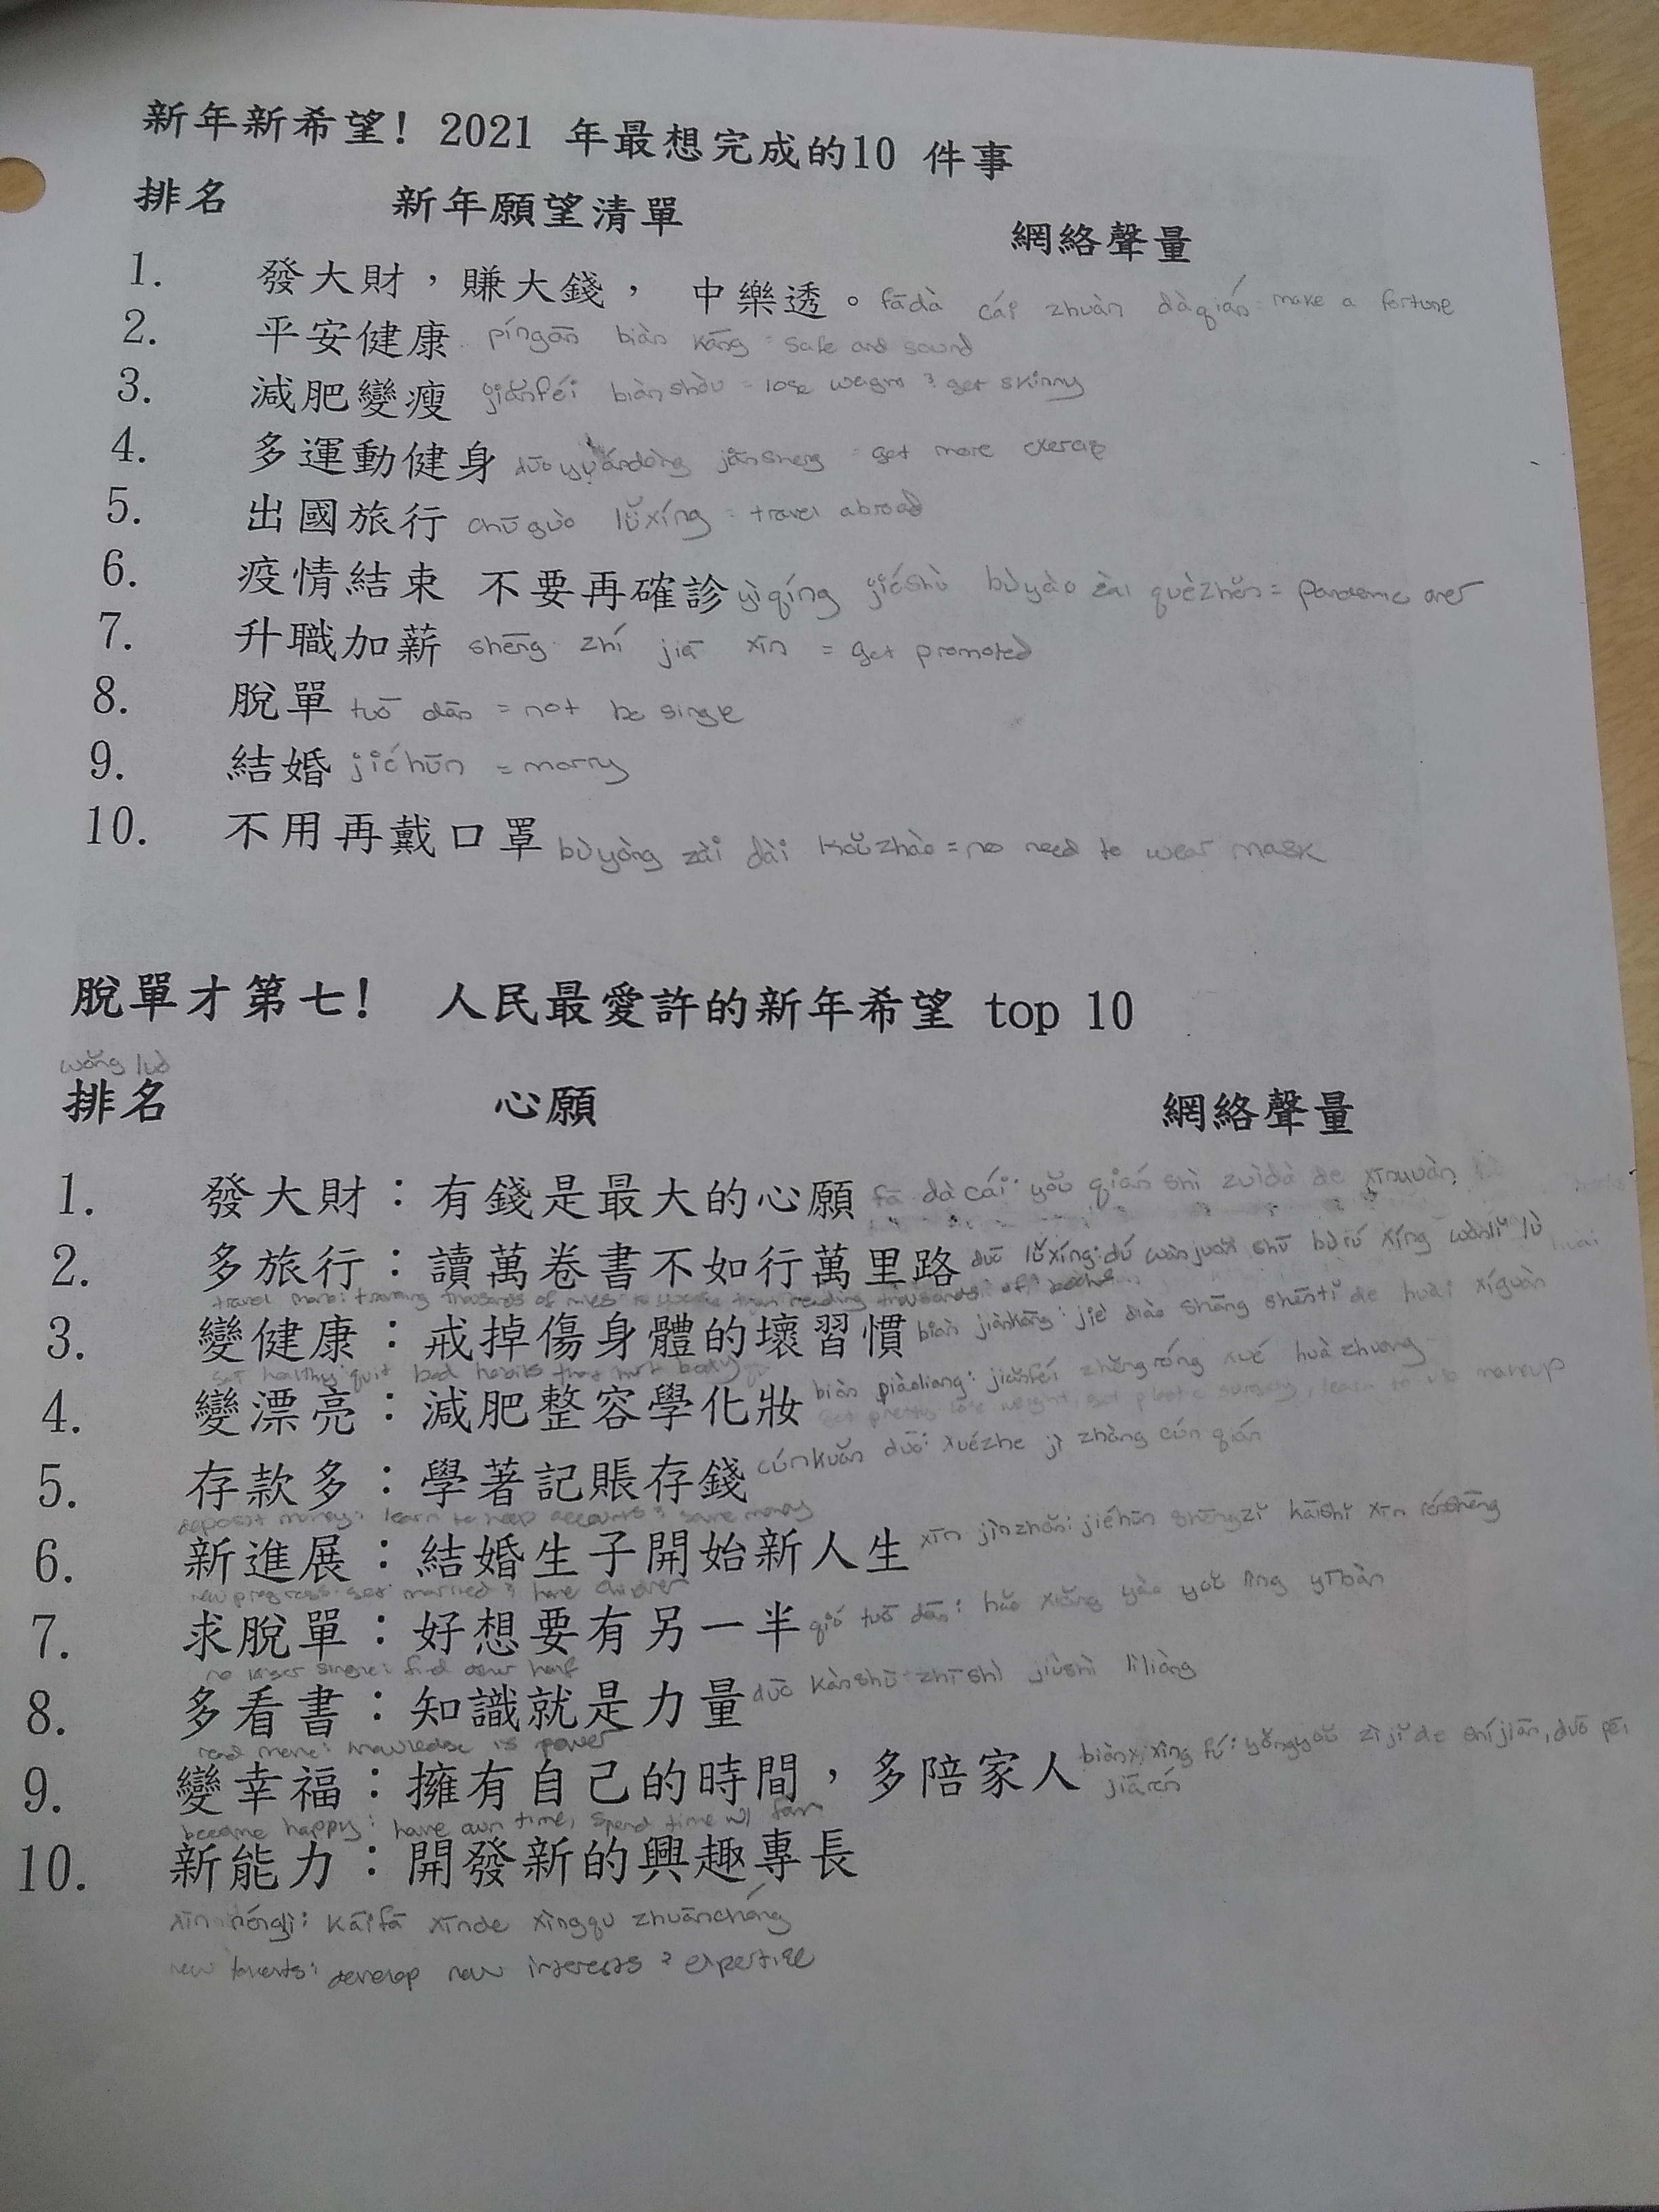 新年新希望! 2021 年最想完成的10 件事
排名 新年願望清單 網絡聲量
1. 發大財，賺大錢， 中樂透。 fādà cái zhuàn dàqián make a fortune
2. 平安健康 píngān biàn kāng = safe and sound
3. 減肥變瘦 jiǎnféi biànshòu = lose weight & get skinny
4. 多運動健身 jiànsheng = get more
5. 出國旅行 chūguò lǚxíng = travel abroad
6. 疫情結束 不要再確診 yìqíng jiéshù bùyào zài quèzhěn = pandemic over
7. 升職加薪 shēng zhí jiā xīn = get promoted
8. 脫單 tuō dān = not be single
9. 結婚 jiéhūn = marry
10. 不用再戴口罩 bùyòng zài dài kǒuzhào = no need to wear mask
脫單才第七! 人民最愛許的新年希望 top 10
wǎng luò
排名 心願 網絡聲量
1. 發大財：有錢是最大的心願 fā dà cái: yǒu qián shì zuìdà de
2. 多旅行：讀萬卷書不如行萬里路 duō lǚxíng: dú wànjuàn shū bùrú xíng wànlǐ lù
travel more: traveling thousands of miles than reading thousands of
3. 變健康：戒掉傷身體的壞習慣 biàn jiànkāng: jiè diào shāng shēntǐ de huài xíguàn
healthy: quit bad habits that hurt body
4. 變漂亮：減肥整容學化妝 biàn piàoliang: jiǎnféi zhěngróng xué huàzhuang
get pretty: lose weight, get plastic surgery, learn to makeup
5. 存款多：學著記賬存錢 cúnkuǎn duō: xuézhe jì zhàng cún qián
deposit money: learn to keep accounts & save money
6. 新進展：結婚生子開始新人生 xīn jìnzhǎn: jiéhūn shēngzǐ kāishǐ xīn rénshēng
new progress: get married & have children
7. 求脫單：好想要有另一半 qiú tuō dān: hǎo xiǎng yào yǒu lìng yībàn
no longer single: find other half
8. 多看書：知識就是力量 duō kànshū zhīshì jiùshì lìliàng
read more: knowledge is power
9. 變幸福：擁有自己的時間，多陪家人 xìng fú: yǒngyǒu zìjǐ de shíjiān, duō péi
jiārén
become happy: have own time, spend time w/ fam
10. 新能力：開發新的興趣專長
xīn nénglì: kāifā xīnde xìngqu zhuāncháng
new talents: develop new interests & expertise